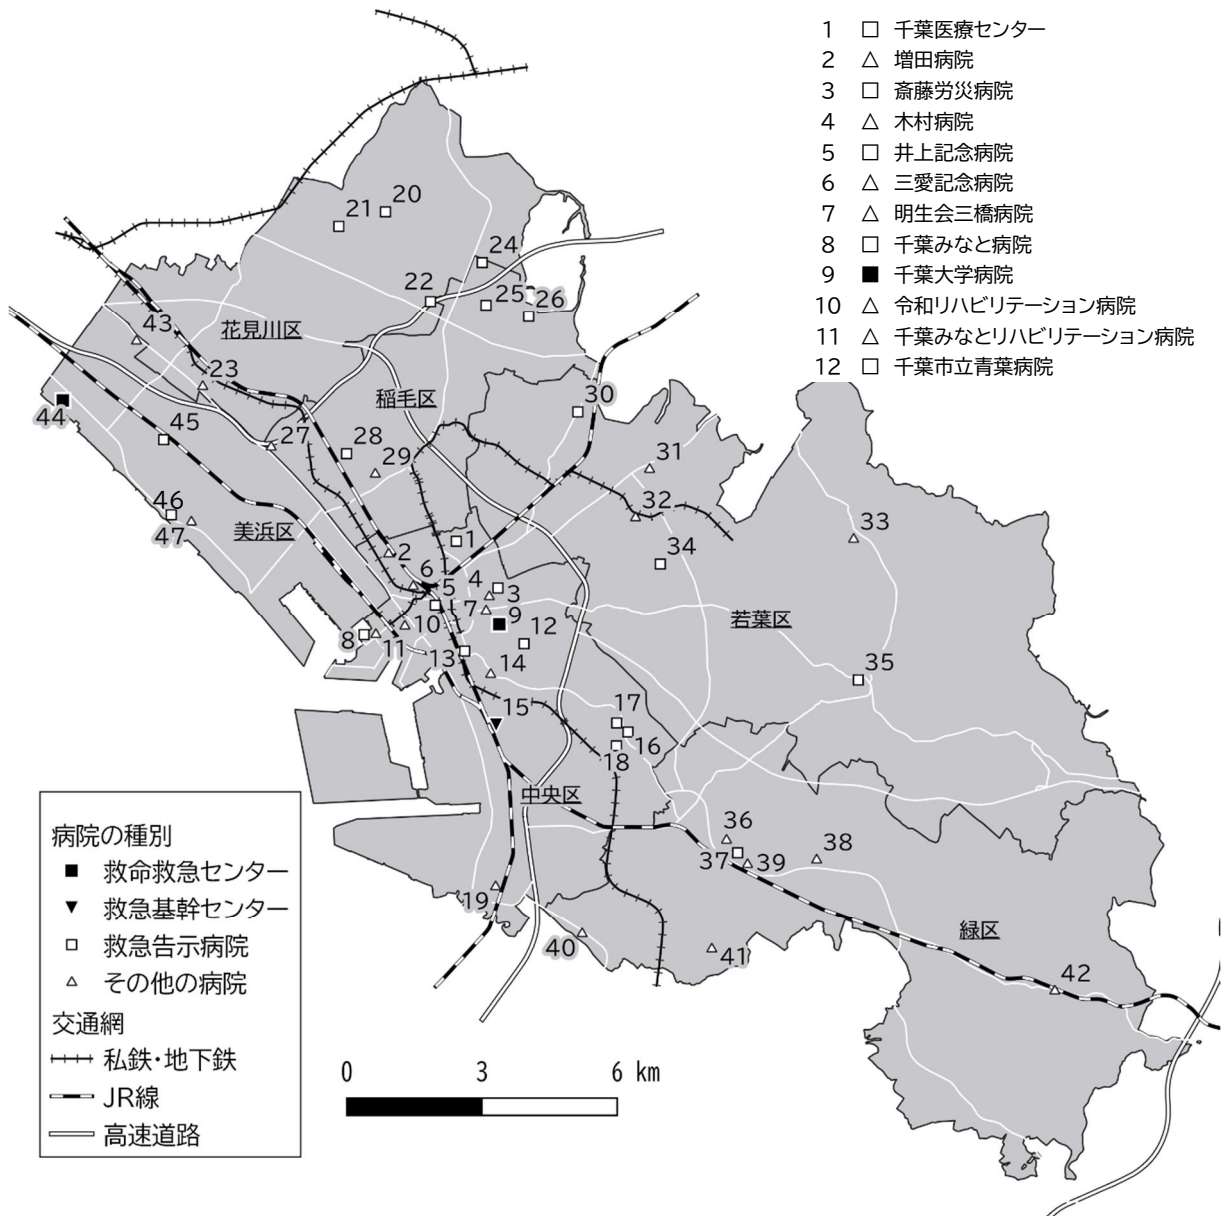 1 □ 千葉医療センター
2 △ 増田病院
3 □ 斎藤労災病院
4 △ 木村病院
5 □ 井上記念病院
6 △ 三愛記念病院
7 △ 明生会三橋病院
8 □ 千葉みなと病院
9 ■ 千葉大学病院
10 △ 令和リハビリテーション病院
11 △ 千葉みなとリハビリテーション病院
12 □ 千葉市立青葉病院
20
21
24
22
25
26
43
花見川区
23
稲毛区
30
44
45
27
28
29
31
46
47
美浜区
32
33
1
2
34
6
5
4
3
7
9
若葉区
8
11
10
12
13
14
35
15
17
16
18
中央区
36
37
39
38
19
40
41
緑区
42
病院の種別
■ 救命救急センター
▼ 救急基幹センター
□ 救急告示病院
△ その他の病院
交通網
私鉄・地下鉄
JR線
高速道路
0 3 6 km